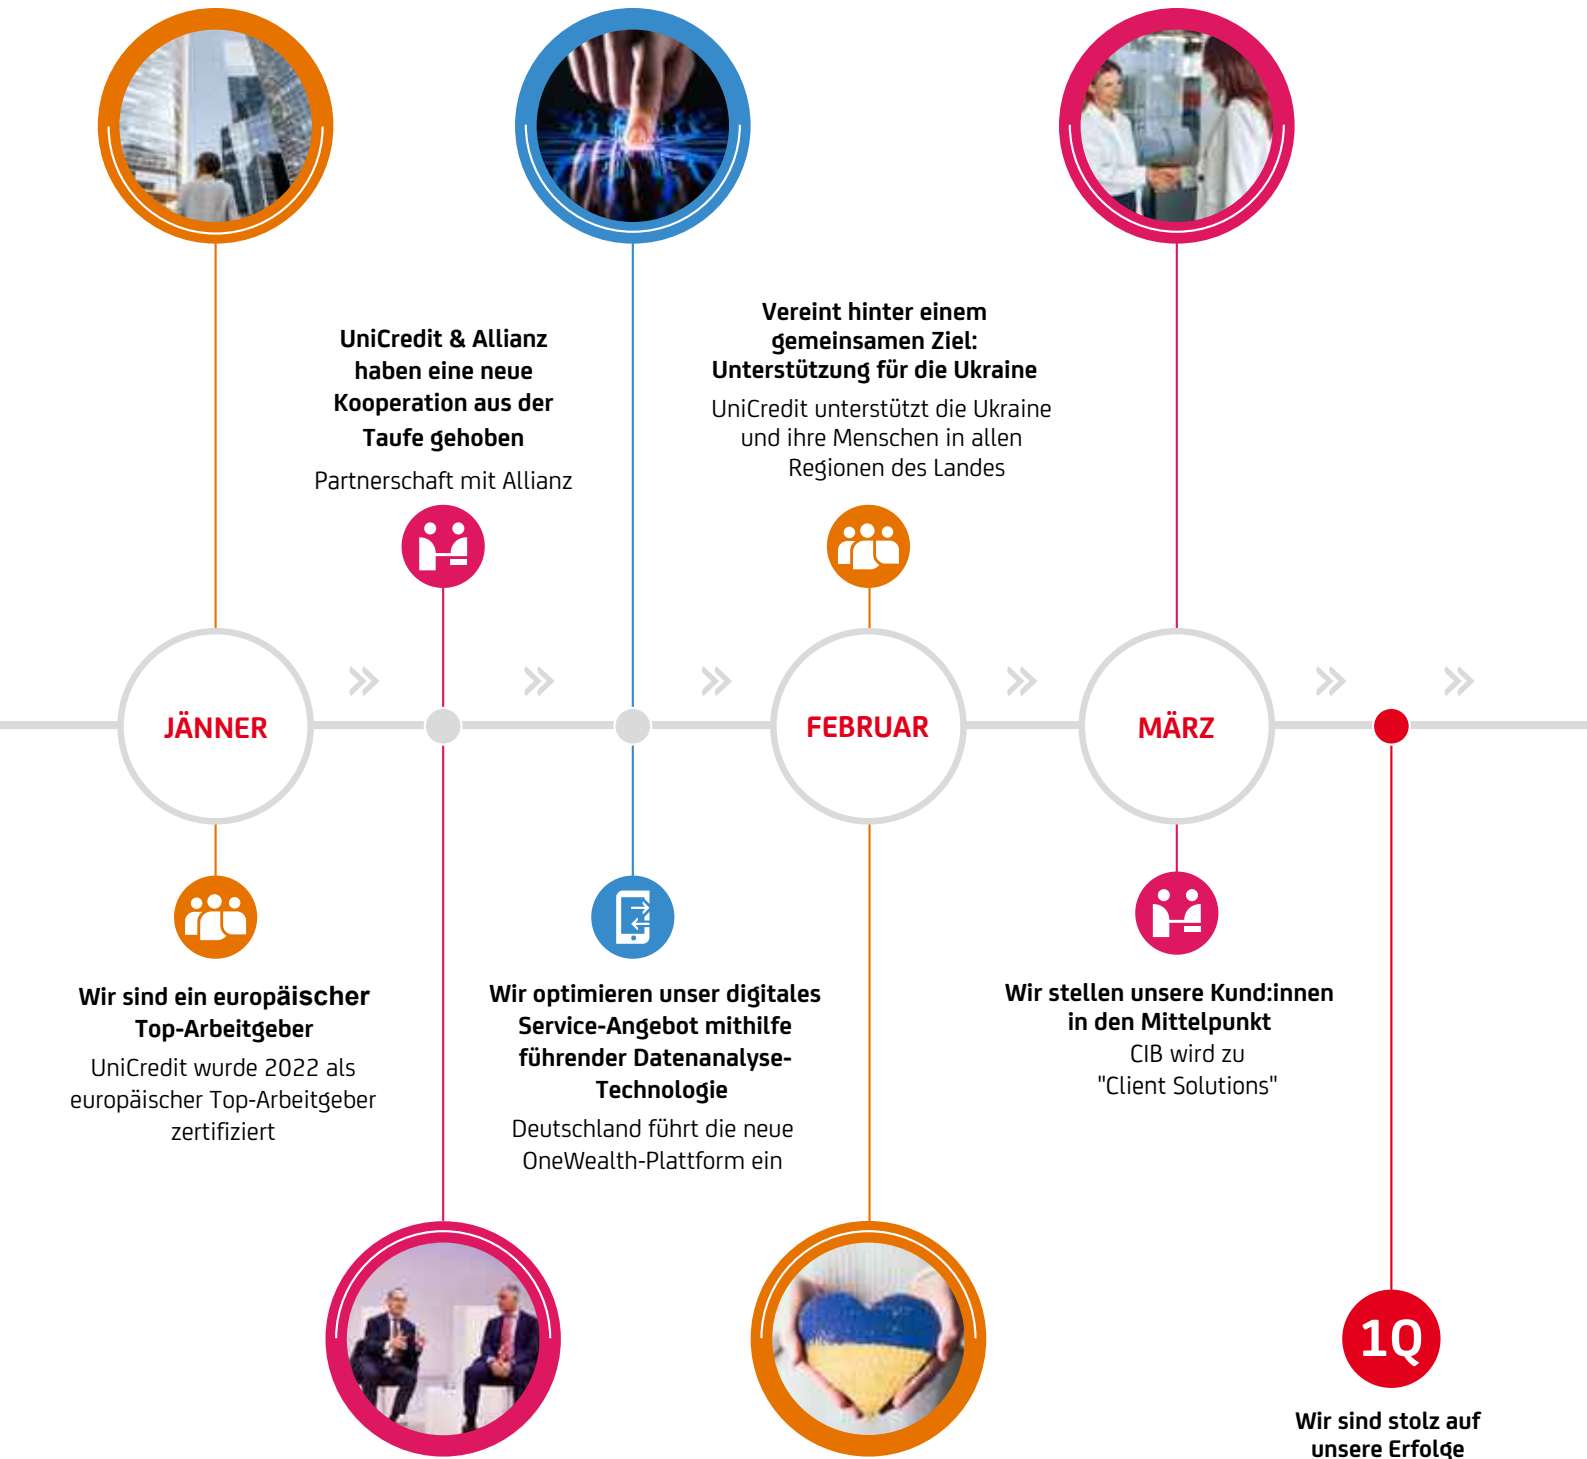 UniCredit & Allianz
haben eine neue
Kooperation aus der
Taufe gehoben
Partnerschaft mit Allianz
Vereint hinter einem
gemeinsamen Ziel:
Unterstützung für die Ukraine
UniCredit unterstützt die Ukraine
und ihre Menschen in allen
Regionen des Landes
JÄNNER
FEBRUAR
MÄRZ
Wir sind ein europäischer
Top-Arbeitgeber
UniCredit wurde 2022 als
europäischer Top-Arbeitgeber
zertifiziert
Wir optimieren unser digitales
Service-Angebot mithilfe
führender Datenanalyse-
Technologie
Deutschland führt die neue
OneWealth-Plattform ein
Wir stellen unsere Kund:innen
in den Mittelpunkt
CIB wird zu
"Client Solutions"
1Q
Wir sind stolz auf
unsere Erfolge